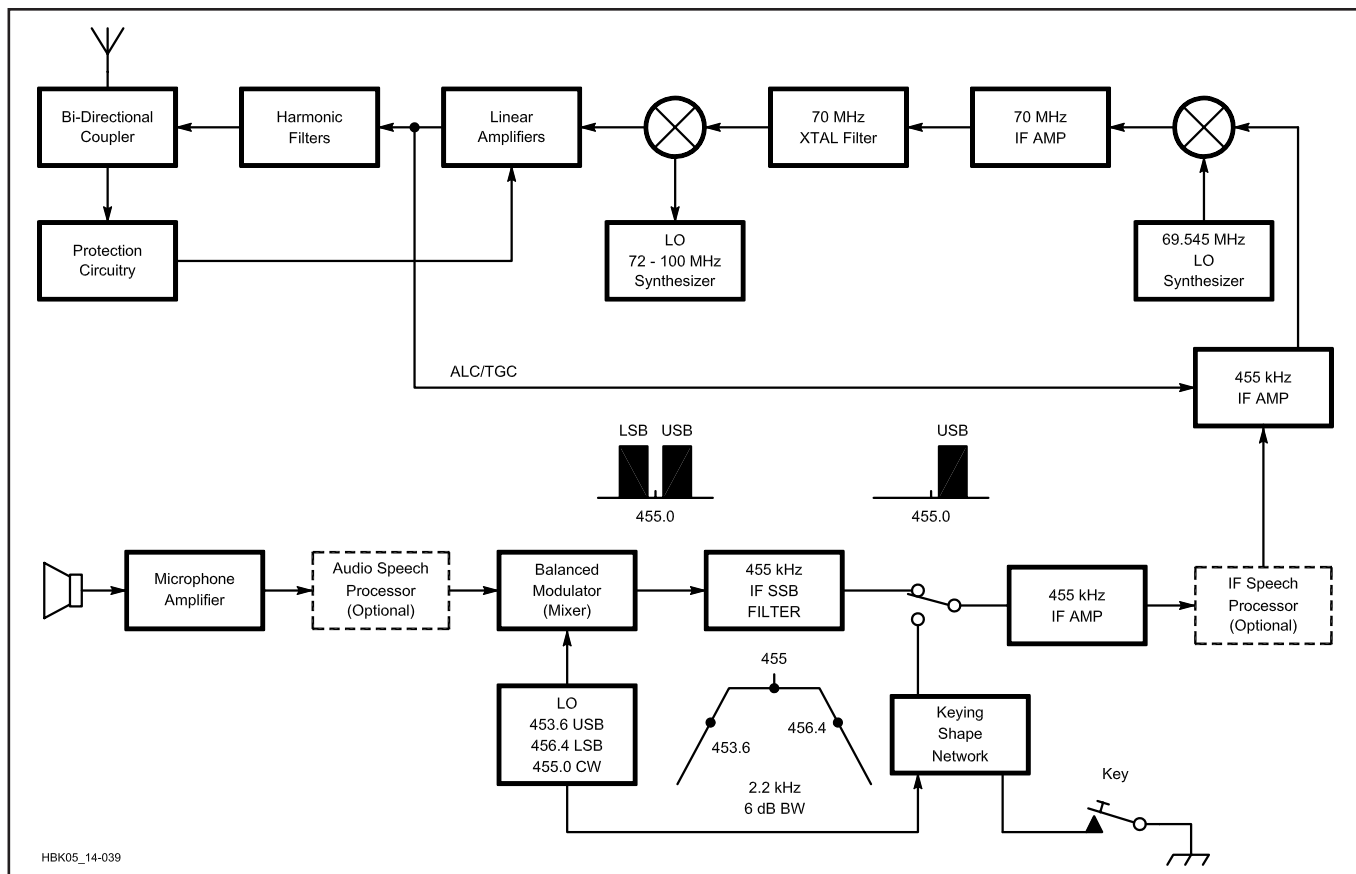 Bi-Directional
Coupler
Harmonic
Filters
Linear
Amplifiers
70 MHz
XTAL Filter
70 MHz
IF AMP
Protection
Circuitry
LO
72 - 100 MHz
Synthesizer
69.545 MHz
LO
Synthesizer
ALC/TGC
455 kHz
IF AMP
LSB
USB
455.0
USB
455.0
Microphone
Amplifier
Audio Speech
Processor
(Optional)
Balanced
Modulator
(Mixer)
455 kHz
IF SSB
FILTER
455 kHz
IF AMP
IF Speech
Processor
(Optional)
LO
453.6 USB
456.4 LSB
455.0 CW
455
453.6
456.4
2.2 kHz
6 dB BW
Keying
Shape
Network
Key
HBK05_14-039